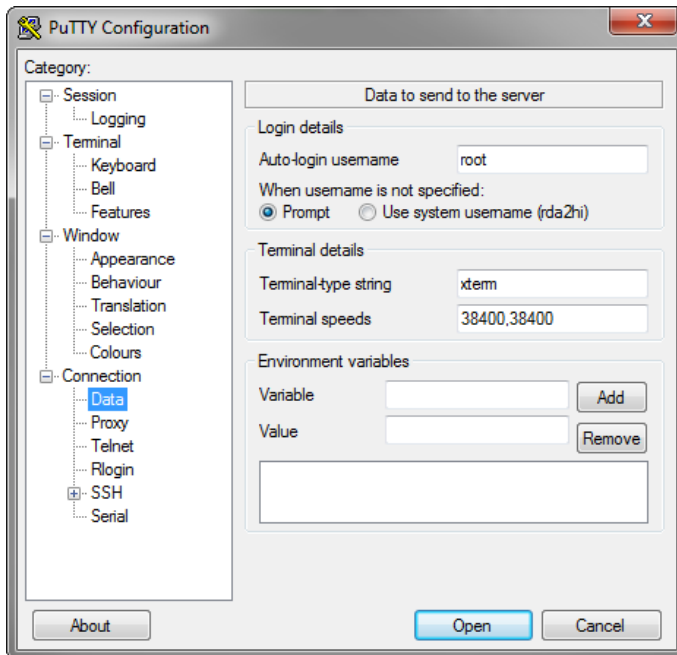 PuTTY Configuration
Category:
Session
Logging
Terminal
Keyboard
Bell
Features
Window
Appearance
Behaviour
Translation
Selection
Colours
Connection
Data
Proxy
Telnet
Rlogin
SSH
Serial
Data to send to the server
Login details
Auto-login username root
When username is not specified:
Prompt Use system username (rda2hi)
Terminal details
Terminal-type string xterm
Terminal speeds 38400,38400
Environment variables
Variable Add
Value Remove
About Open Cancel